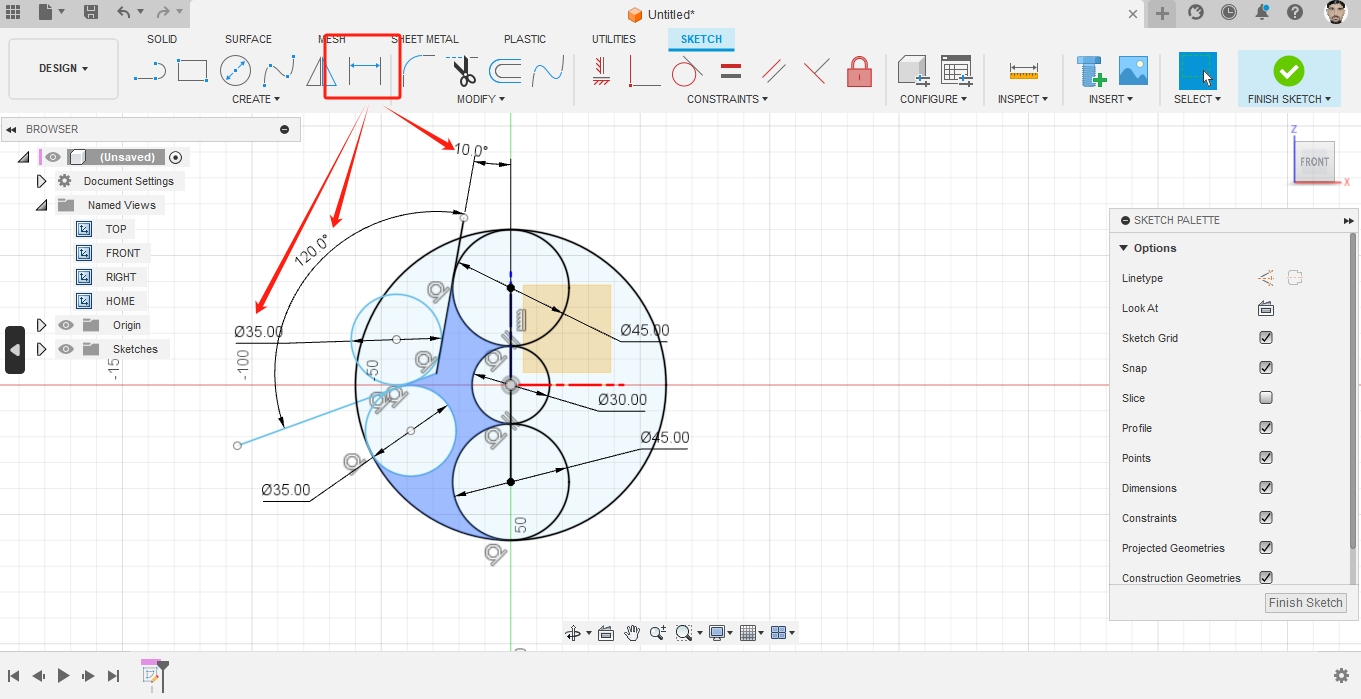 Untitled*
SOLID SURFACE MESH SHEET METAL PLASTIC UTILITIES SKETCH
DESIGN
CREATE MODIFY CONSTRAINTS CONFIGURE INSPECT INSERT SELECT FINISH SKETCH
BROWSER
(Unsaved)
Document Settings
Named Views
TOP
FRONT
RIGHT
HOME
Origin
Sketches
10.0°
120.0°
Ø35.00
Ø45.00
-100
-50
Ø30.00
Ø45.00
Ø35.00
50
Z
FRONT
X
SKETCH PALETTE
Options
Linetype
Look At
Sketch Grid
Snap
Slice
Profile
Points
Dimensions
Constraints
Projected Geometries
Construction Geometries
Finish Sketch